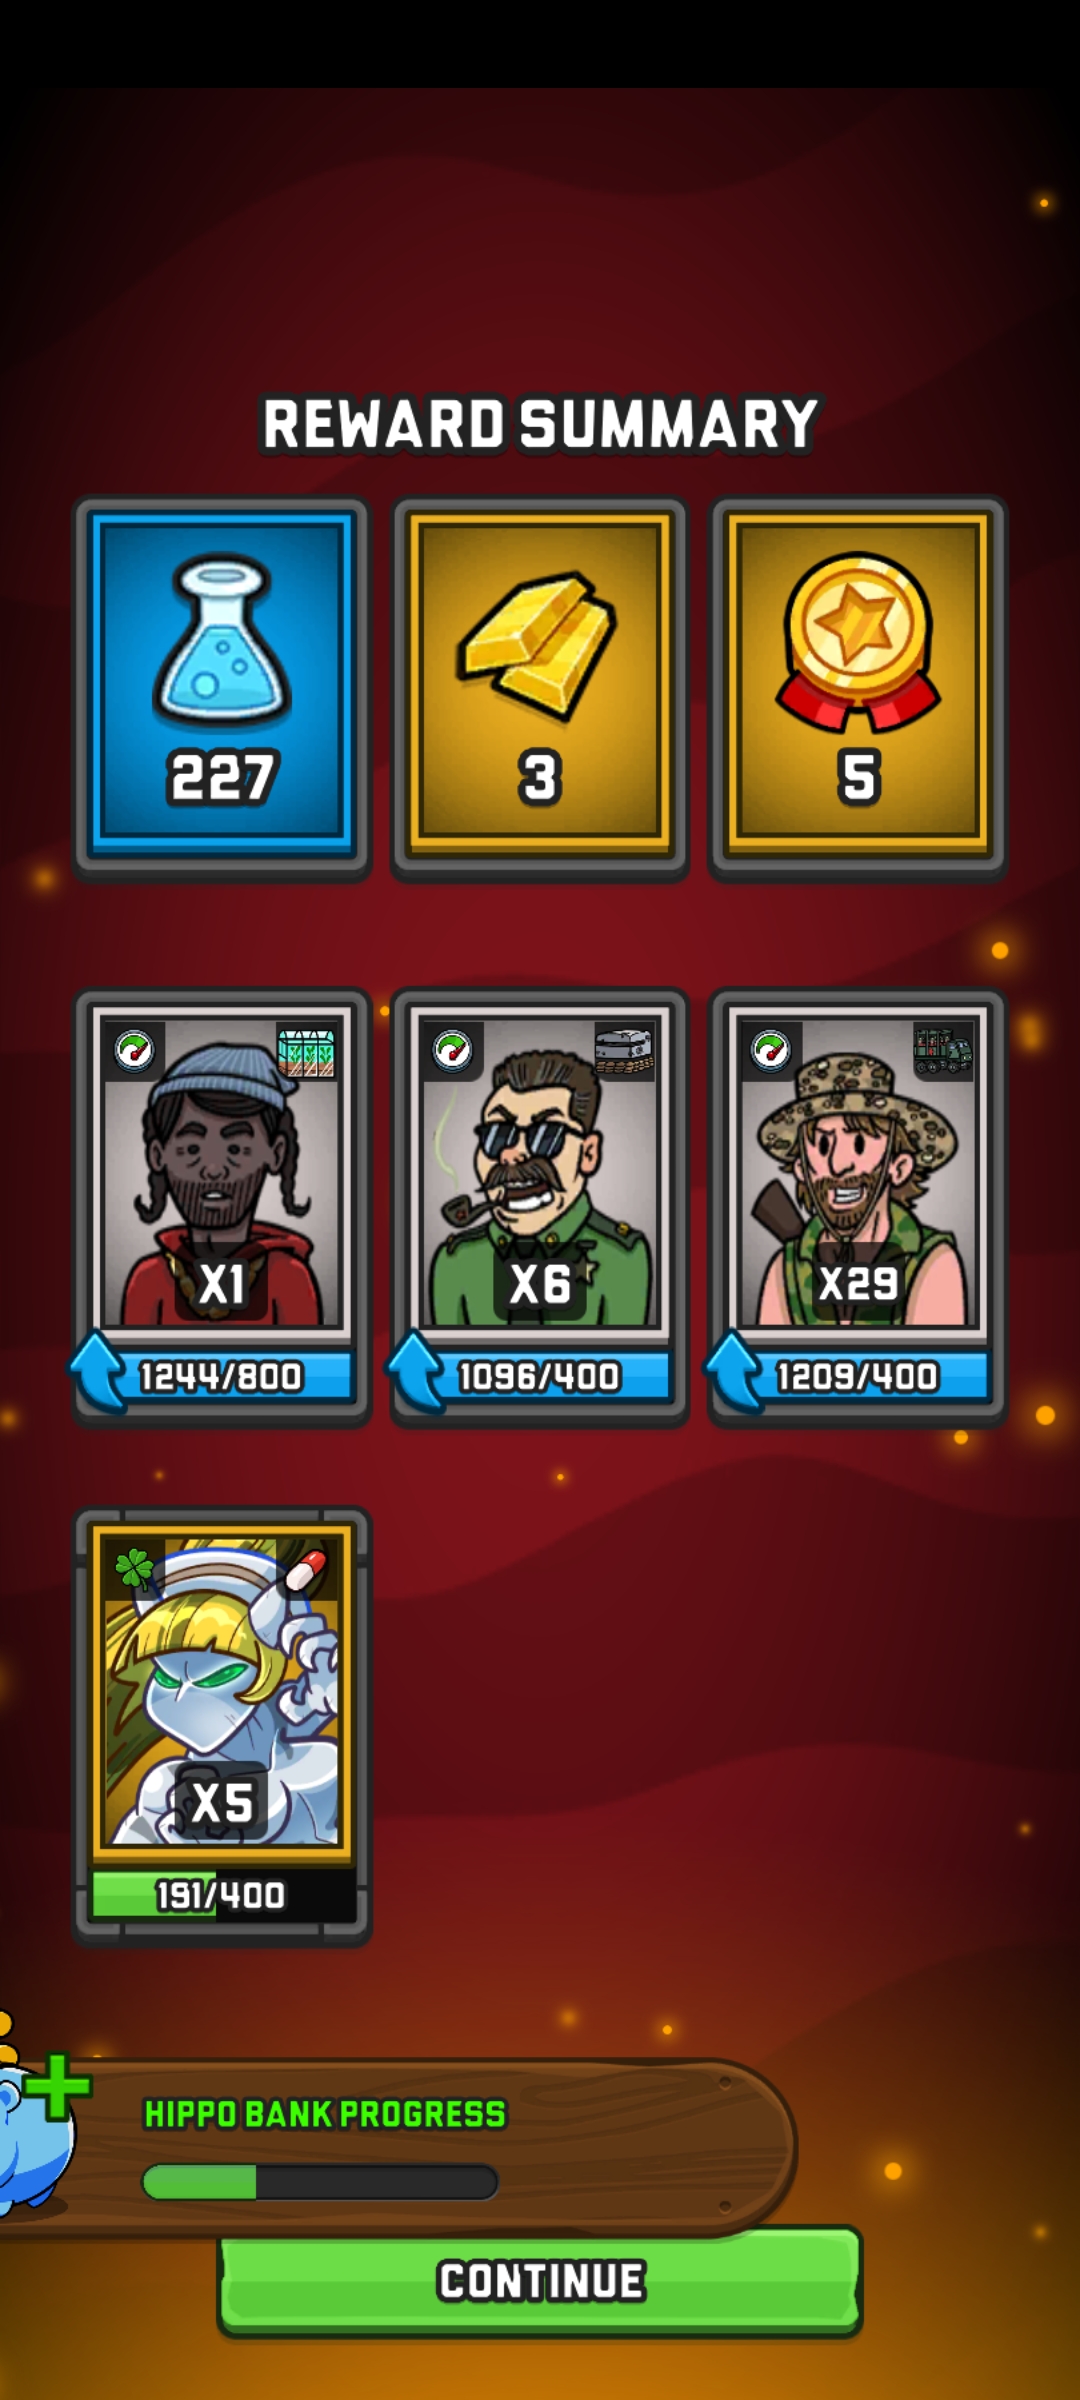 REWARD SUMMARY
227
3
5
X1
X6
X29
1244/800
1096/400
1209/400
X5
191/400
HIPPO BANK PROGRESS
CONTINUE